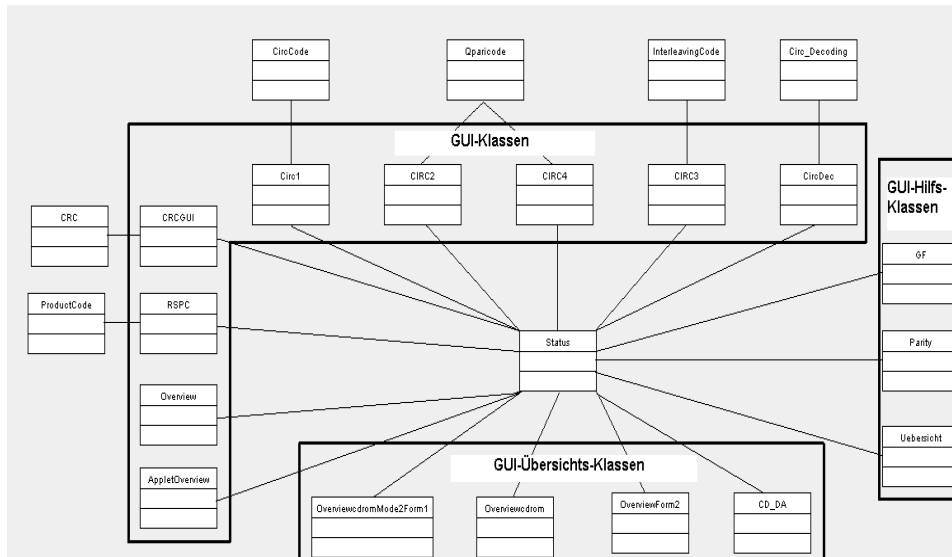 CircCode
Qparicode
InterleavingCode
Circ_Decoding
GUI-Klassen
Circ1
CIRC2
CIRC4
CIRC3
CircDec
GUI-Hilfs-
Klassen
CRC
CRCGUI
GF
ProductCode
RSPC
Status
Parity
Overview
Uebersicht
GUI-Übersichts-Klassen
AppletOverview
OverviewcdromMode2Form1
Overviewcdrom
OverviewForm2
CD_DA